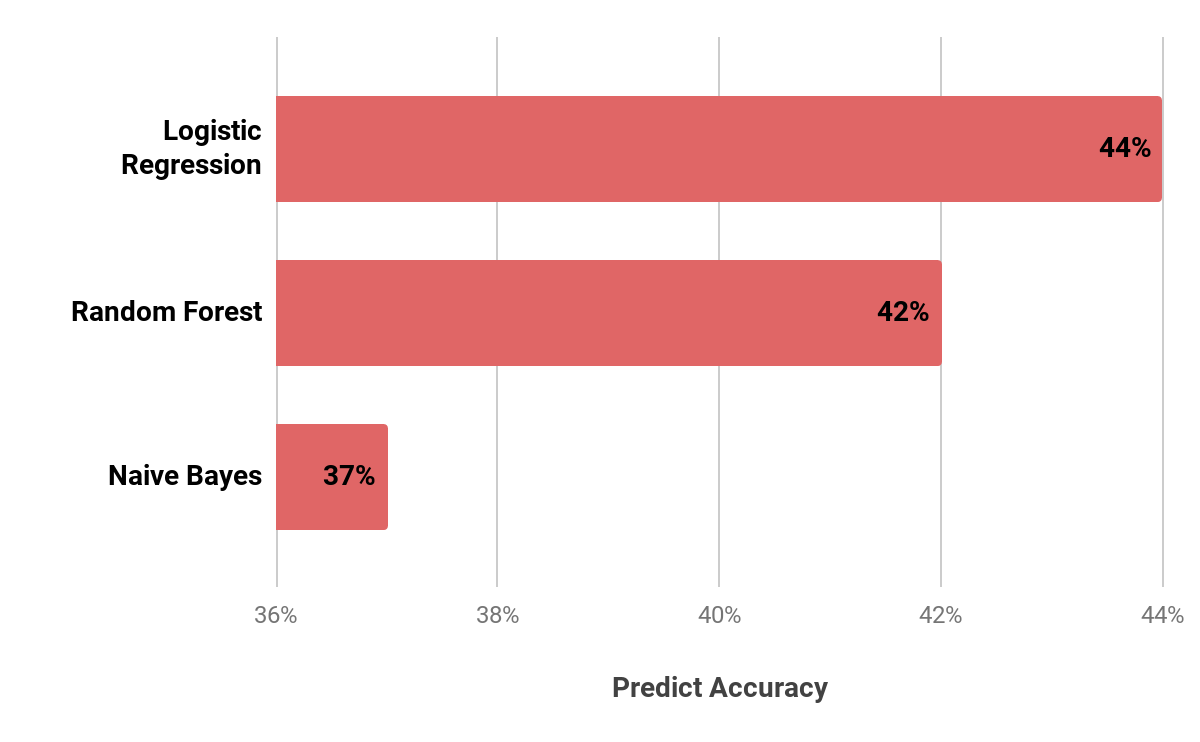 Logistic
Regression
44%
Random Forest
42%
Naive Bayes
37%
36%
38%
40%
42%
44%
Predict Accuracy